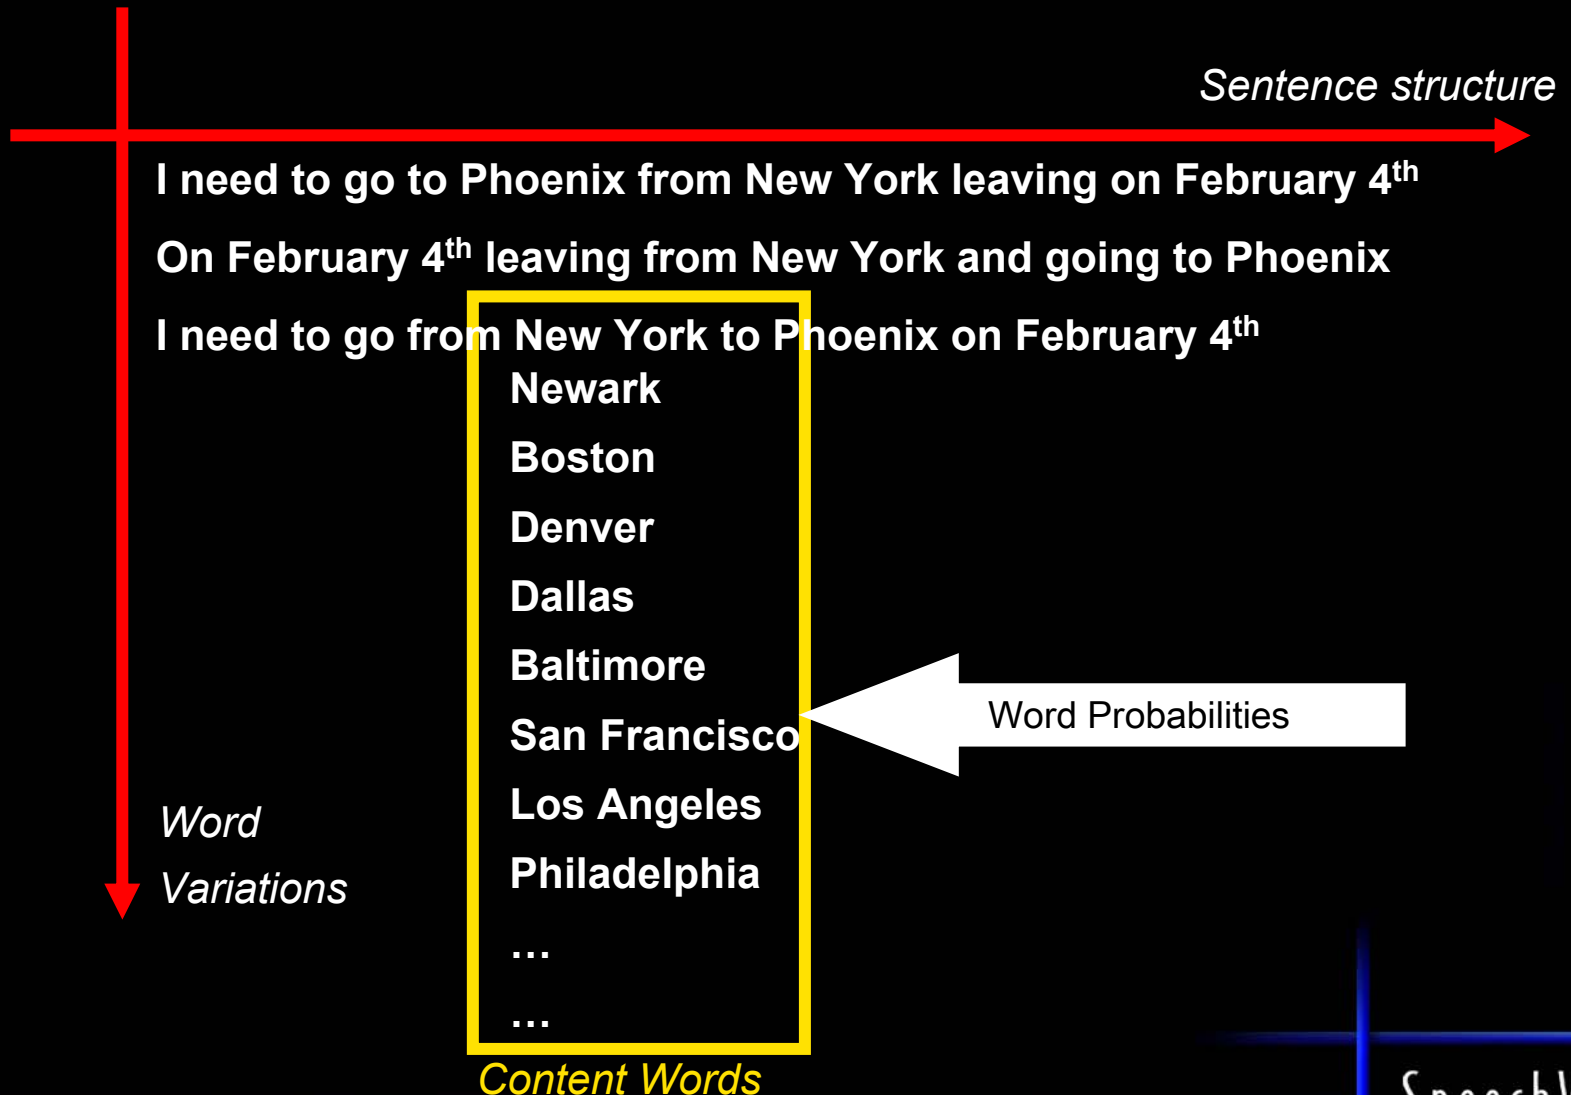 Sentence structure
I need to go to Phoenix from New York leaving on February 4th
On February 4th leaving from New York and going to Phoenix
I need to go from New York to Phoenix on February 4th
Newark
Boston
Denver
Dallas
Baltimore
San Francisco
Word Probabilities
Los Angeles
Philadelphia
…
…
Word
Variations
Content Words